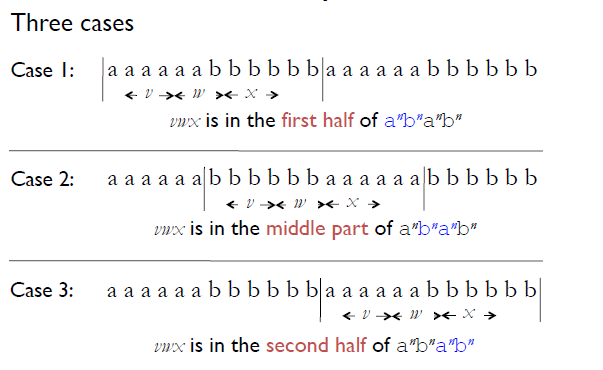 Three cases
Case 1: a a a a a a b b b b b b a a a a a a b b b b b b
v w x
vwx is in the first half of aⁿbⁿaⁿbⁿ
Case 2: a a a a a a b b b b b b a a a a a a b b b b b b
v w x
vwx is in the middle part of aⁿbⁿaⁿbⁿ
Case 3: a a a a a a b b b b b b a a a a a a b b b b b b
v w x
vwx is in the second half of aⁿbⁿaⁿbⁿ